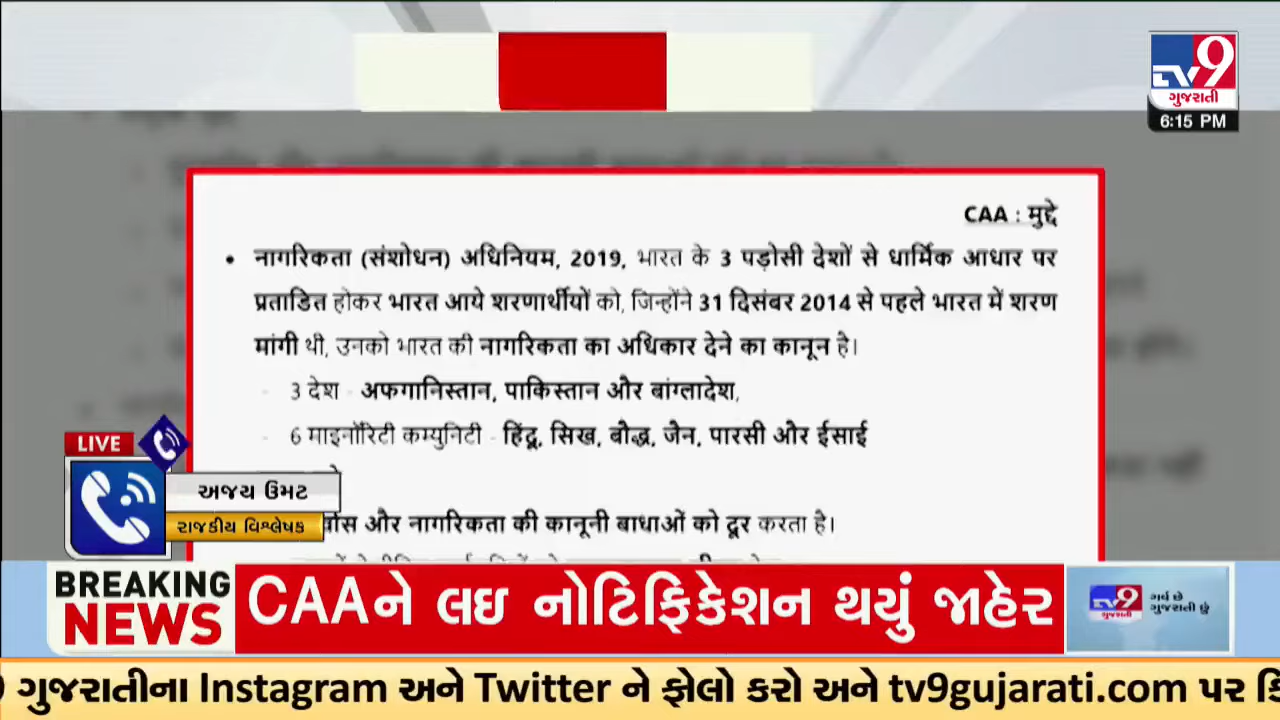 TV9
ગુજરાતી
6:15 PM
CAA : मुद्दे
• नागरिकता (संशोधन) अधिनियम, 2019, भारत के 3 पड़ोसी देशों से धार्मिक आधार पर
प्रताडित होकर भारत आये शरणार्थीयों को, जिन्होंने 31 दिसंबर 2014 से पहले भारत में शरण
मांगी थी, उनको भारत की नागरिकता का अधिकार देने का कानून है।
- 3 देश - अफगानिस्तान, पाकिस्तान और बांग्लादेश,
- 6 माइनॉरिटी कम्युनिटी - हिंदू, सिख, बौद्ध, जैन, पारसी और ईसाई
और नागरिकता की कानूनी बाधाओं को दूर करता है।
LIVE
અજય ઉમટ
રાજકીય વિશ્લેષક
BREAKING
NEWS
CAAને લઇ નોટિફિકેશન થયું જાહેર
TV9
ગુજરાતી
ગર્વ છે
ગુજરાતી છું
ગુજરાતીના Instagram અને Twitter ને ફોલો કરો અને tv9gujarati.com પર